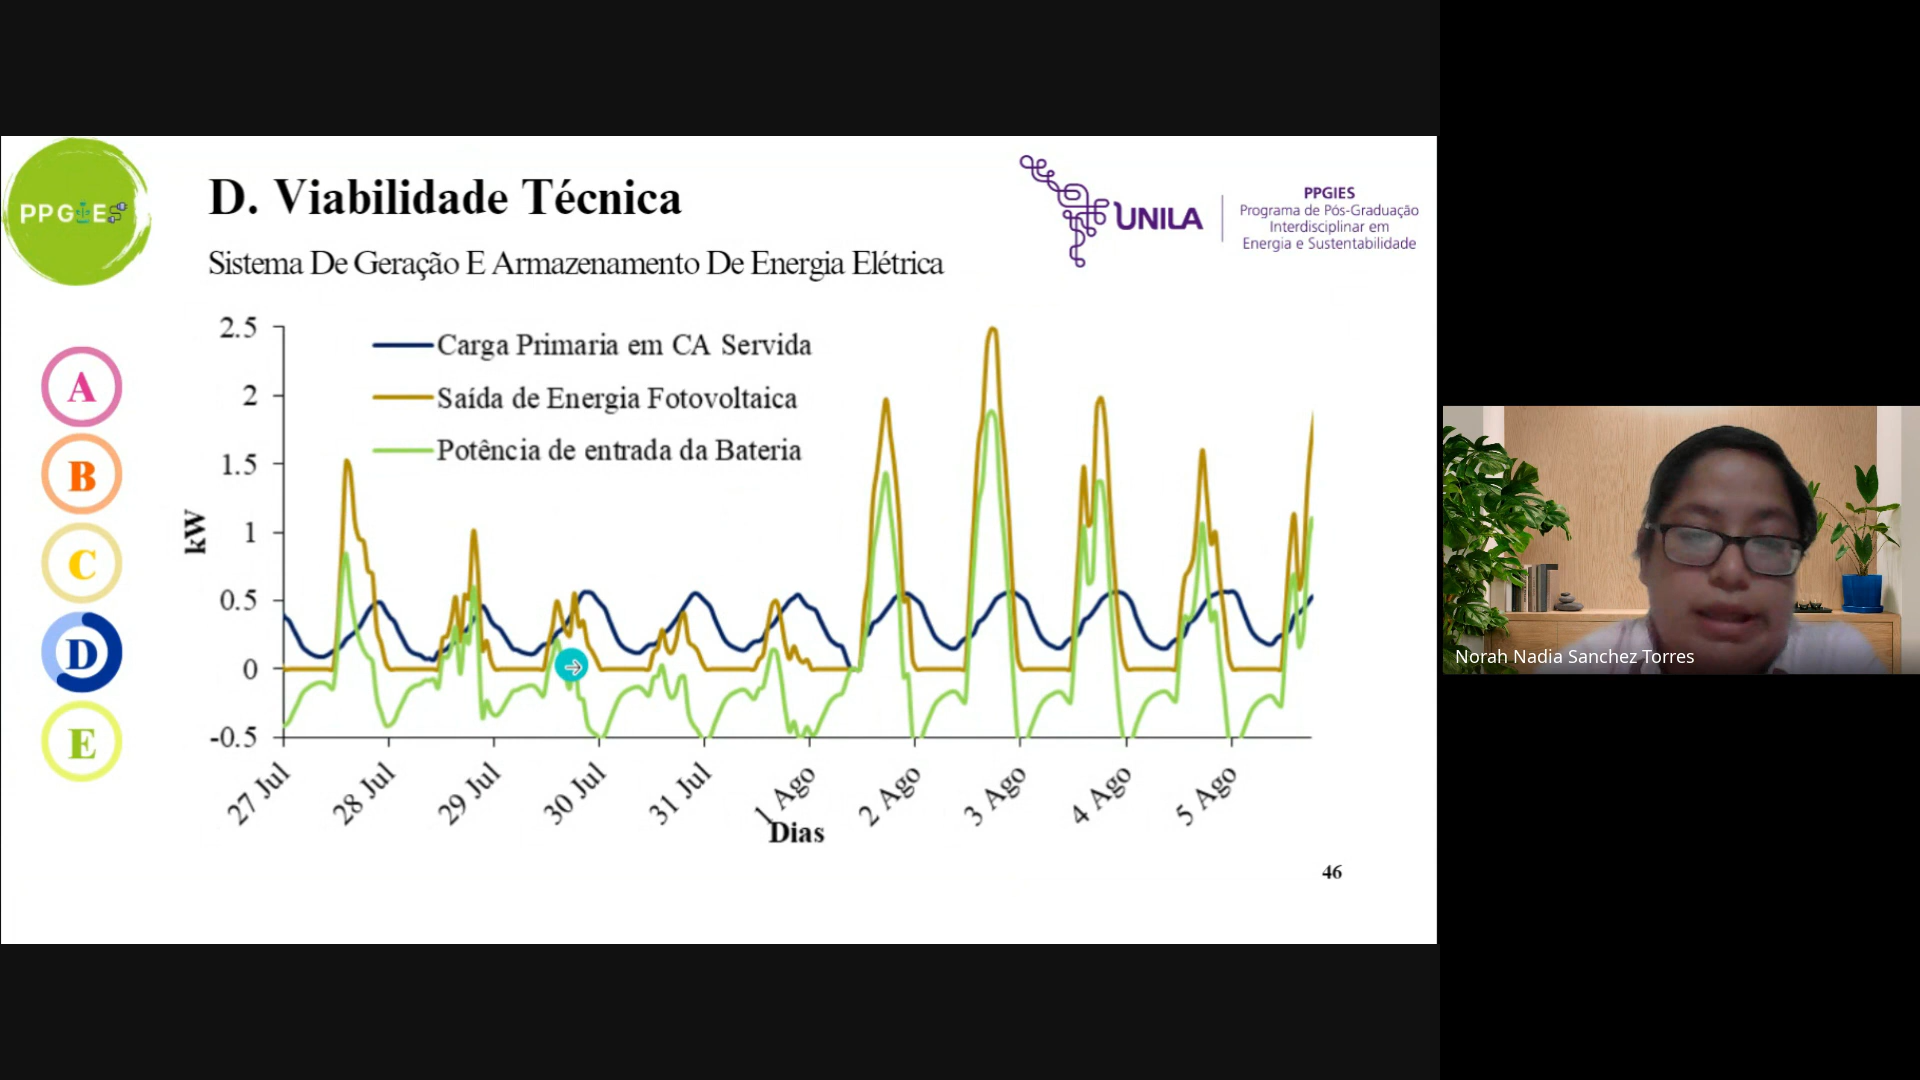 PPGIES
D. Viabilidade Técnica
Sistema De Geração E Armazenamento De Energia Elétrica
UNILA
PPGIES
Programa de Pós-Graduação
Interdisciplinar em
Energia e Sustentabilidade
A
B
C
D
E
Carga Primaria em CA Servida
Saída de Energia Fotovoltaica
Potência de entrada da Bateria
kW
2.5
2
1.5
1
0.5
0
-0.5
27 Jul
28 Jul
29 Jul
30 Jul
31 Jul
1 Ago
2 Ago
3 Ago
4 Ago
5 Ago
Dias
46
Norah Nadia Sanchez Torres